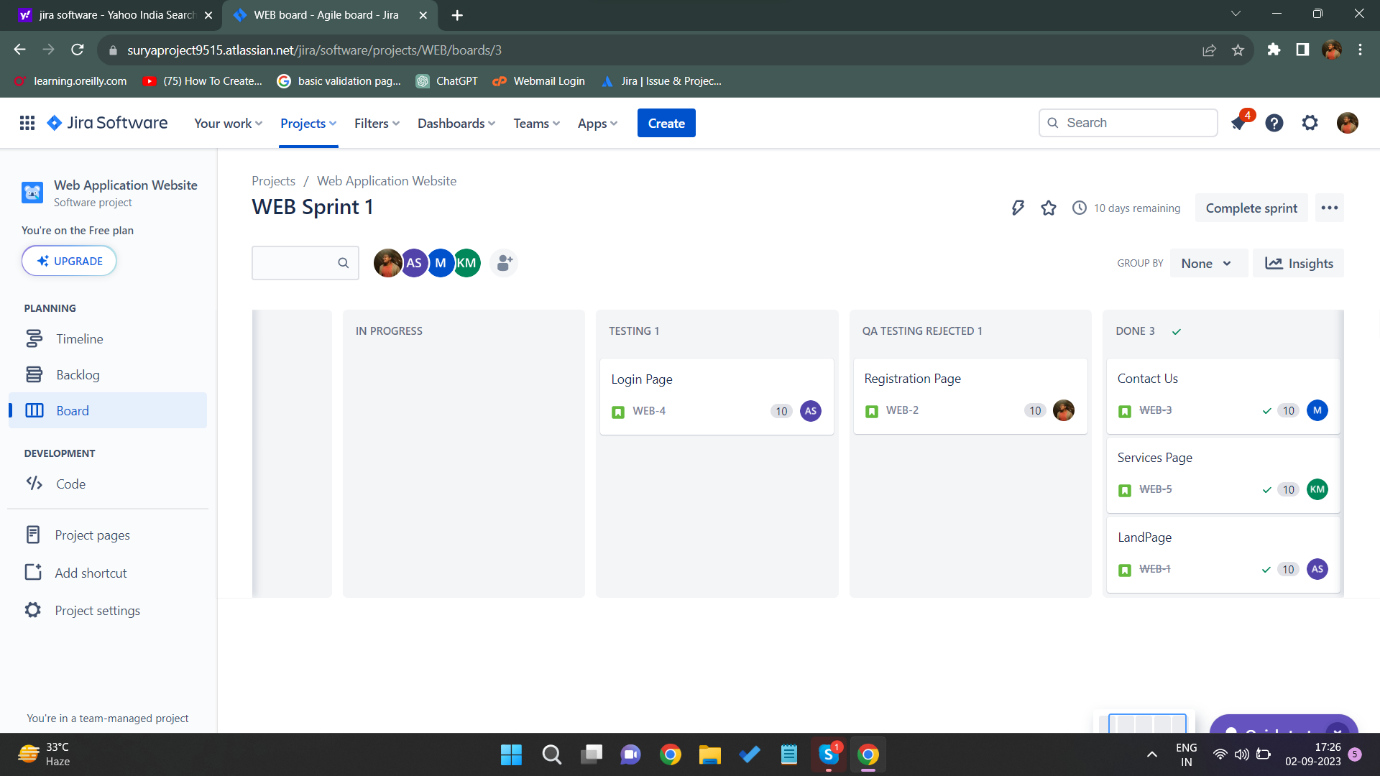 jira software - Yahoo India Search
WEB board - Agile board - Jira
suryaproject9515.atlassian.net/jira/software/projects/WEB/boards/3
learning.oreilly.com
(75) How To Create...
basic validation pag...
ChatGPT
Webmail Login
Jira | Issue & Projec...
Jira Software
Your work
Projects
Filters
Dashboards
Teams
Apps
Create
Search
4
Web Application Website
Software project
You're on the Free plan
UPGRADE
PLANNING
Timeline
Backlog
Board
DEVELOPMENT
Code
Project pages
Add shortcut
Project settings
You're in a team-managed project
Projects / Web Application Website
WEB Sprint 1
10 days remaining
Complete sprint
AS
M
KM
GROUP BY
None
Insights
IN PROGRESS
TESTING 1
Login Page
WEB-4
10
AS
QA TESTING REJECTED 1
Registration Page
WEB-2
10
DONE 3
Contact Us
WEB-3
10
M
Services Page
WEB-5
10
KM
LandPage
WEB-1
10
AS
33°C
Haze
S
1
ENG
IN
17:26
02-09-2023
5